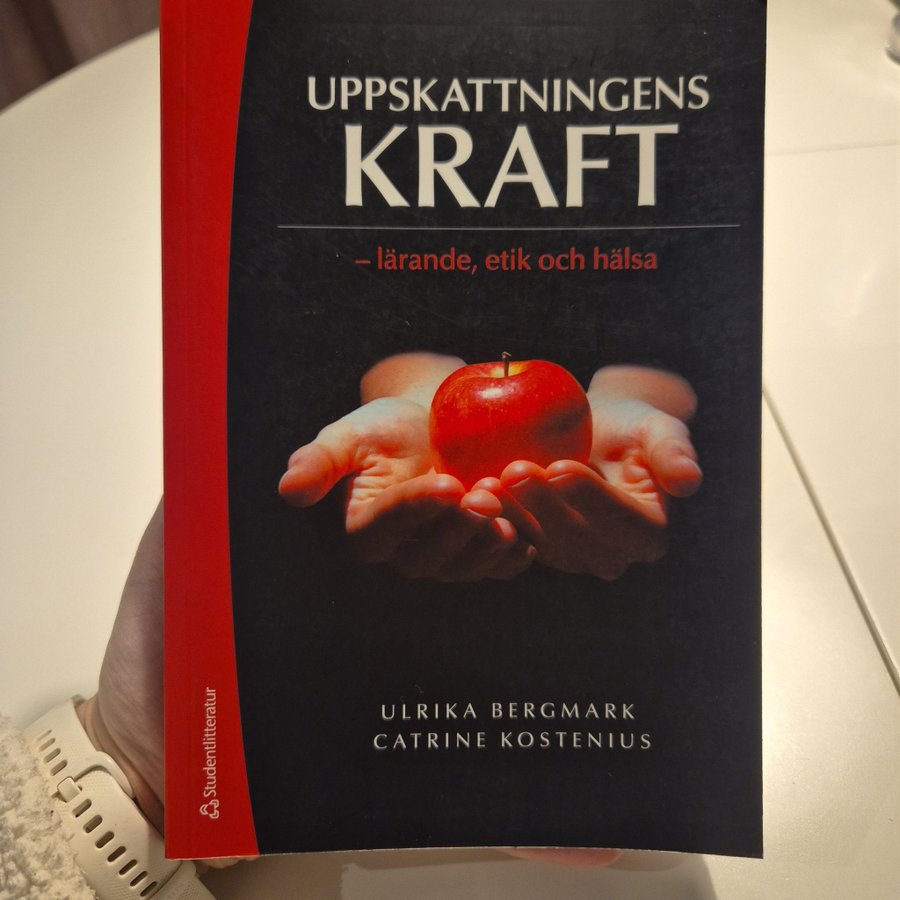 UPPSKATTNINGENS
KRAFT
– lärande, etik och hälsa
ULRIKA BERGMARK
CATRINE KOSTENIUS
Studentlitteratur